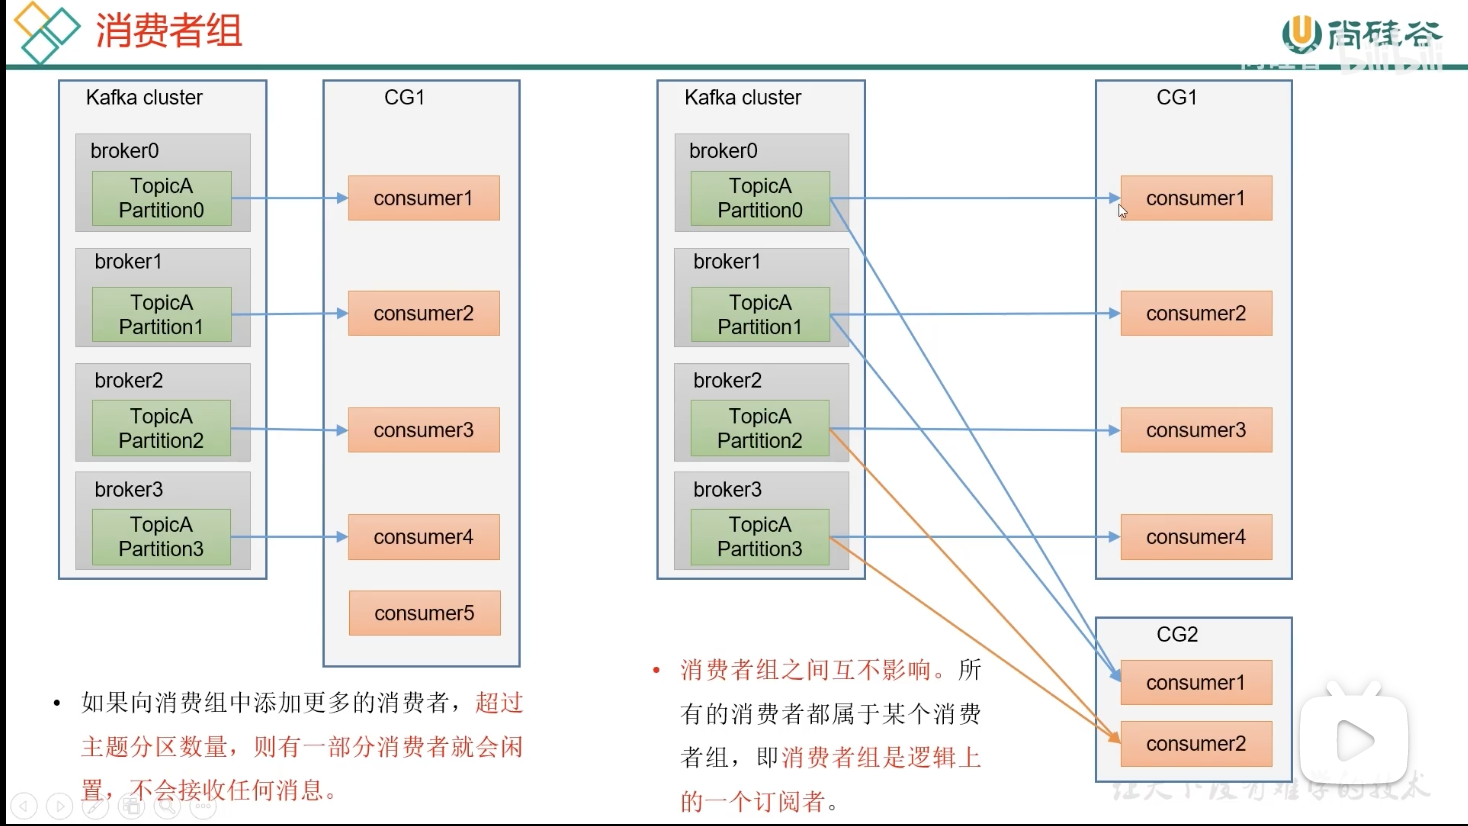 消费者组
尚硅谷
bilibili
Kafka cluster
broker0
TopicA
Partition0
broker1
TopicA
Partition1
broker2
TopicA
Partition2
broker3
TopicA
Partition3
CG1
consumer1
consumer2
consumer3
consumer4
consumer5
• 如果向消费组中添加更多的消费者，超过
主题分区数量，则有一部分消费者就会闲
置，不会接收任何消息。
Kafka cluster
broker0
TopicA
Partition0
broker1
TopicA
Partition1
broker2
TopicA
Partition2
broker3
TopicA
Partition3
CG1
consumer1
consumer2
consumer3
consumer4
CG2
consumer1
consumer2
• 消费者组之间互不影响。所
有的消费者都属于某个消费
者组，即消费者组是逻辑上
的一个订阅者。
让天下没有难学的技术